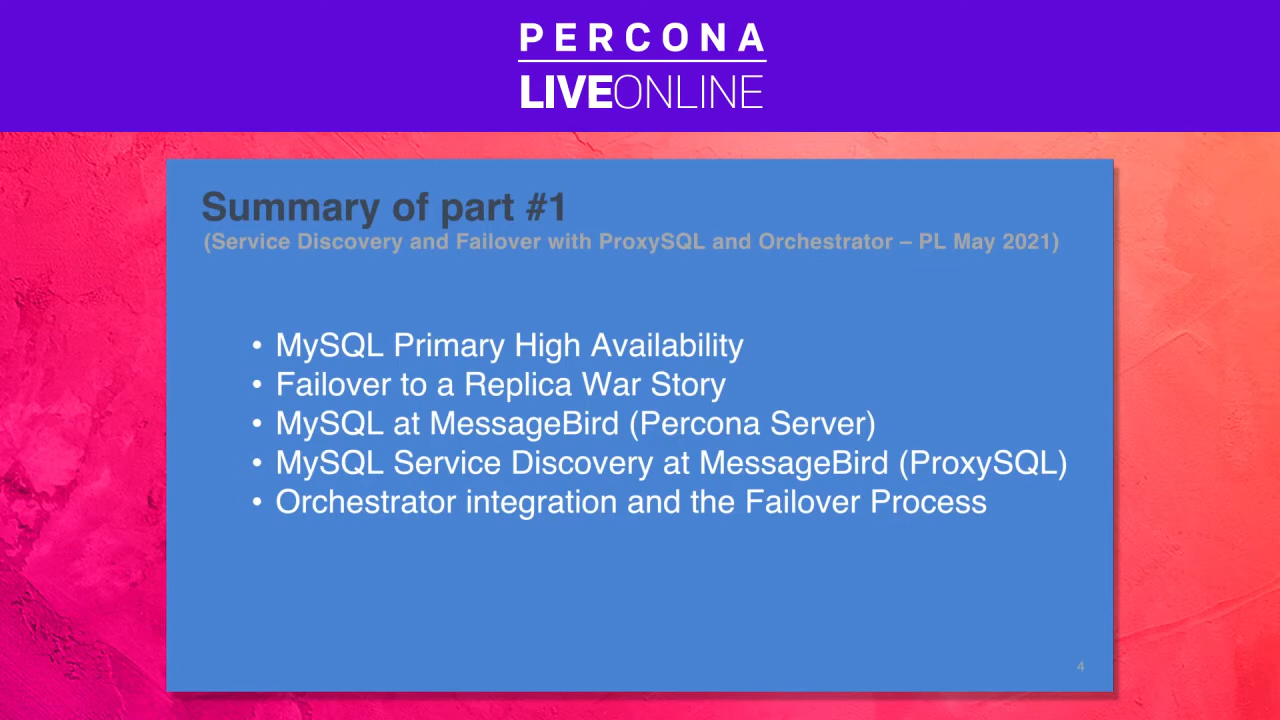 PERCONA
LIVEONLINE
Summary of part #1
(Service Discovery and Failover with ProxySQL and Orchestrator – PL May 2021)
• MySQL Primary High Availability
• Failover to a Replica War Story
• MySQL at MessageBird (Percona Server)
• MySQL Service Discovery at MessageBird (ProxySQL)
• Orchestrator integration and the Failover Process
4